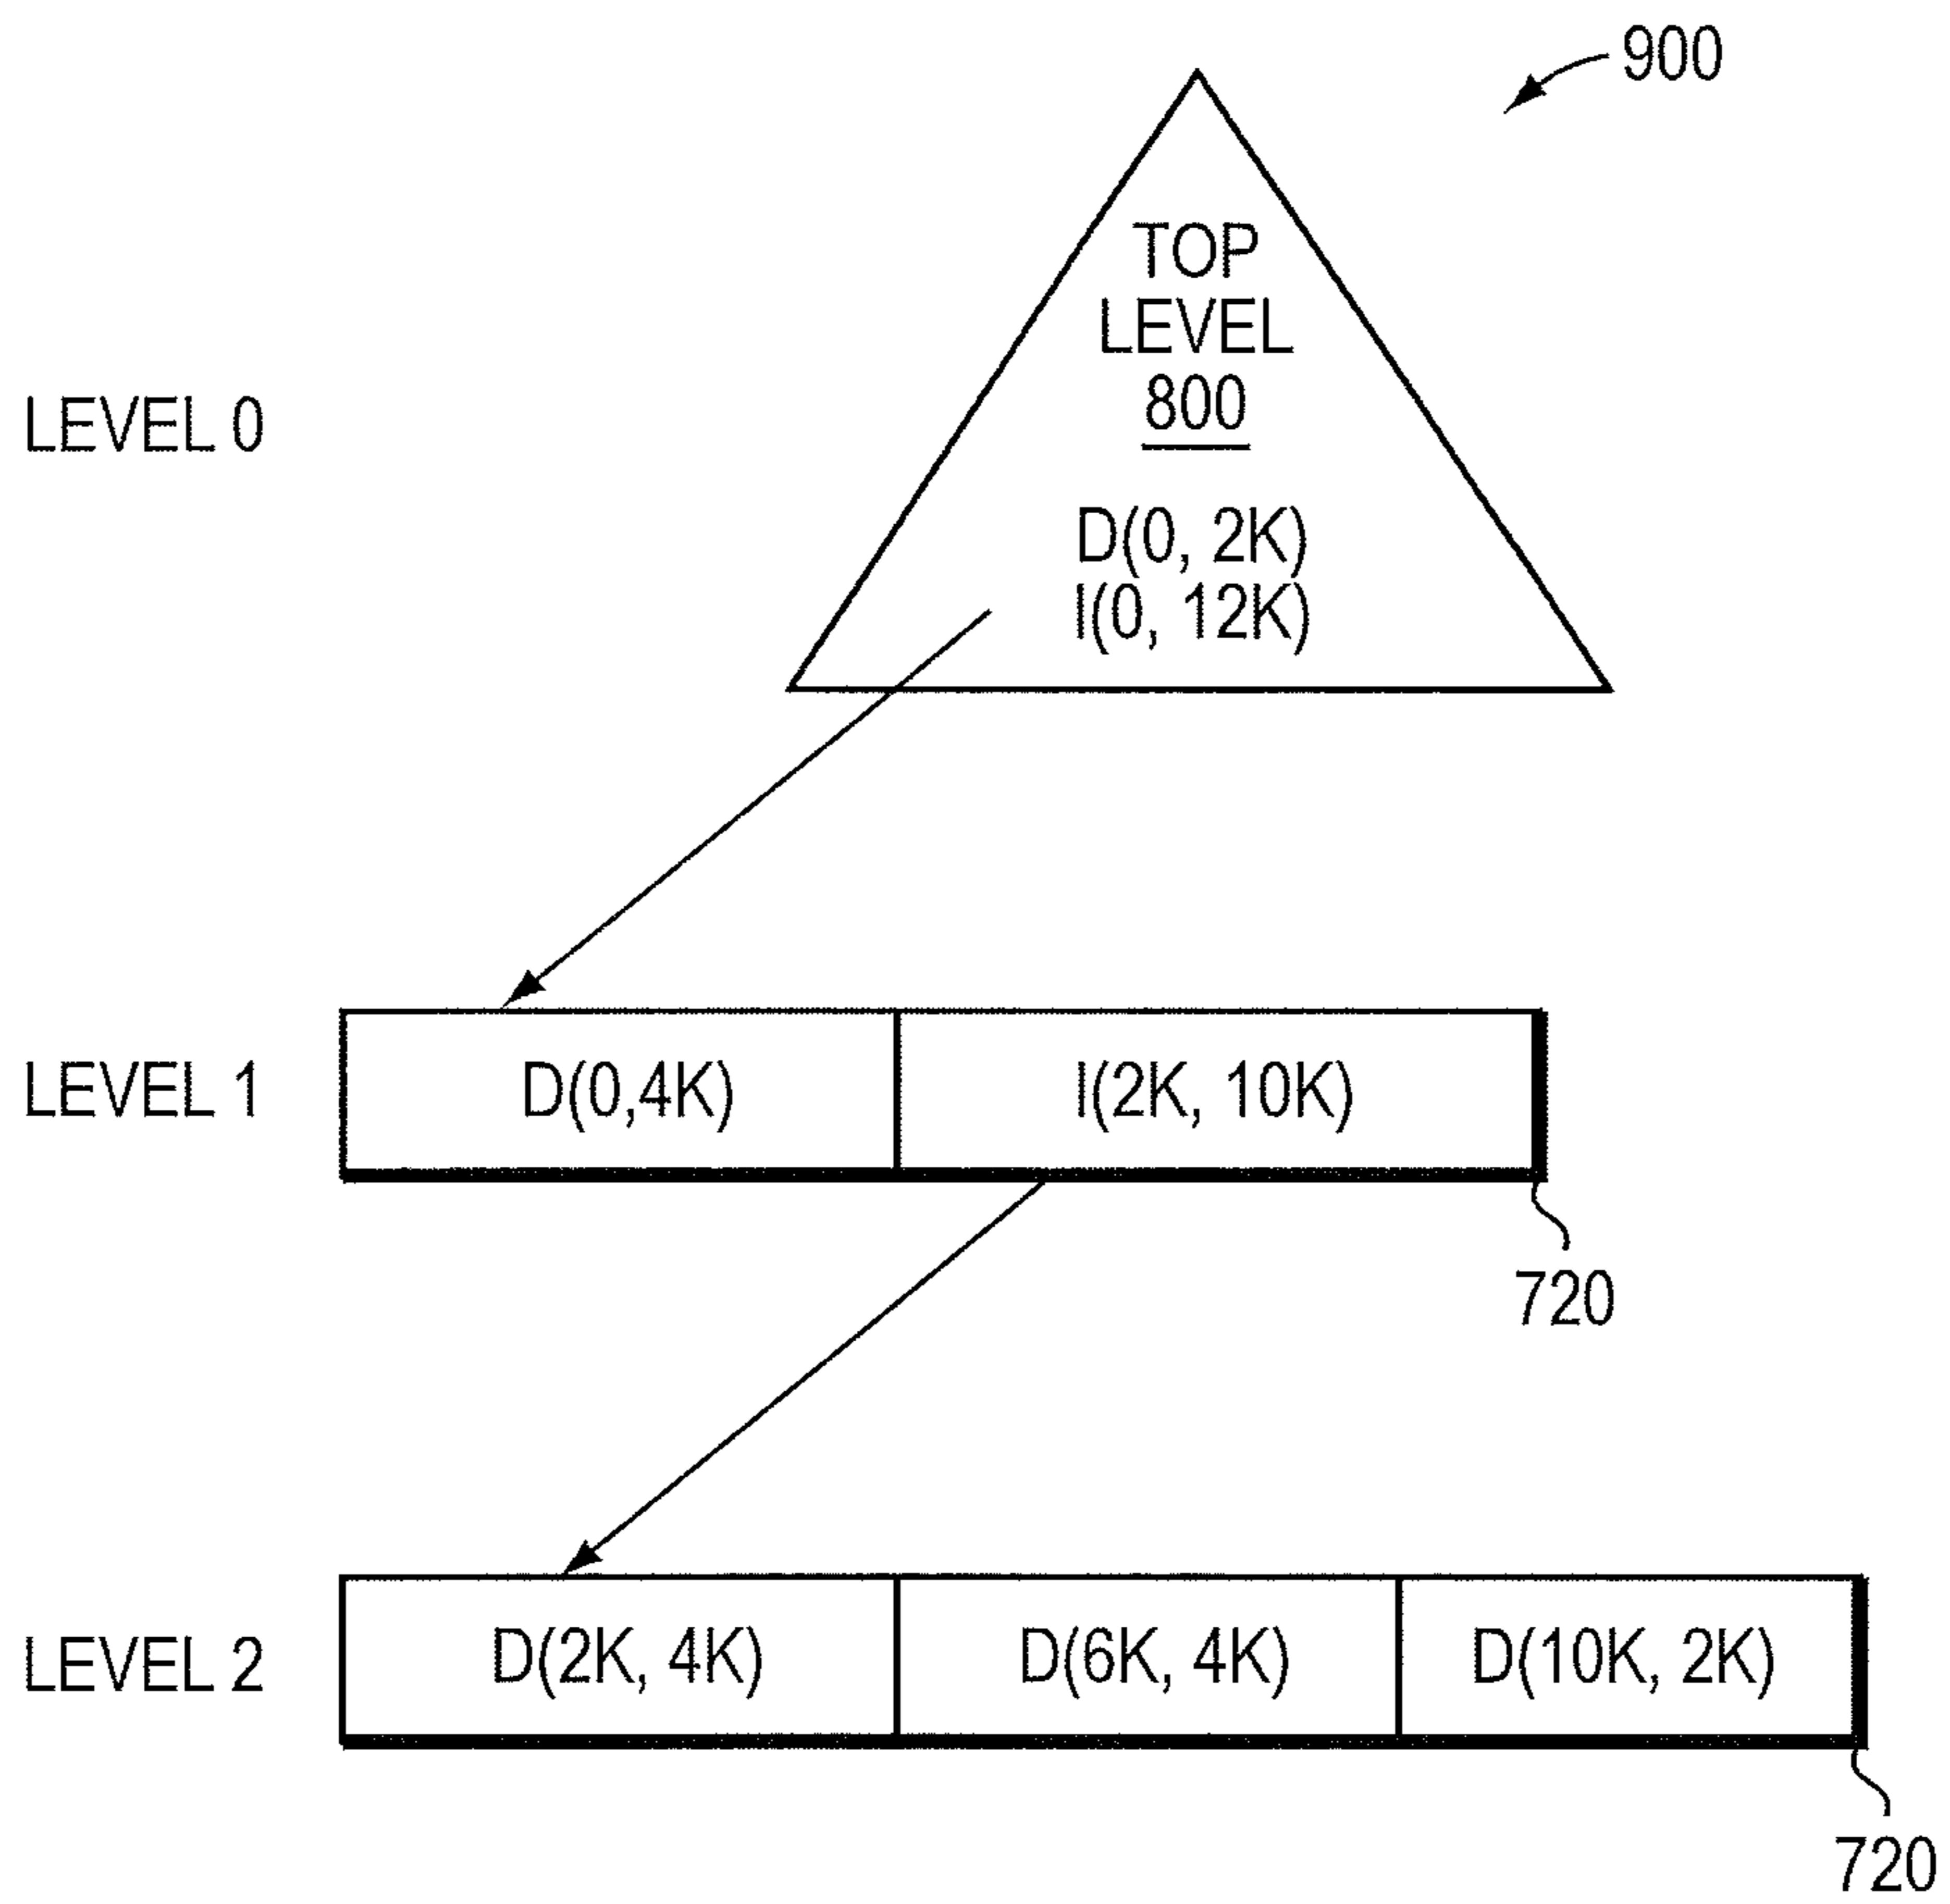 900
TOP
LEVEL
800
LEVEL 0
D(0, 2K)
I(0, 12K)
LEVEL 1
D(0,4K)
I(2K, 10K)
720
LEVEL 2
D(2K, 4K)
D(6K, 4K)
D(10K, 2K)
720